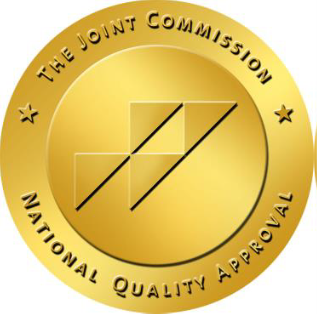 THE JOINT COMMISSION
NATIONAL QUALITY APPROVAL